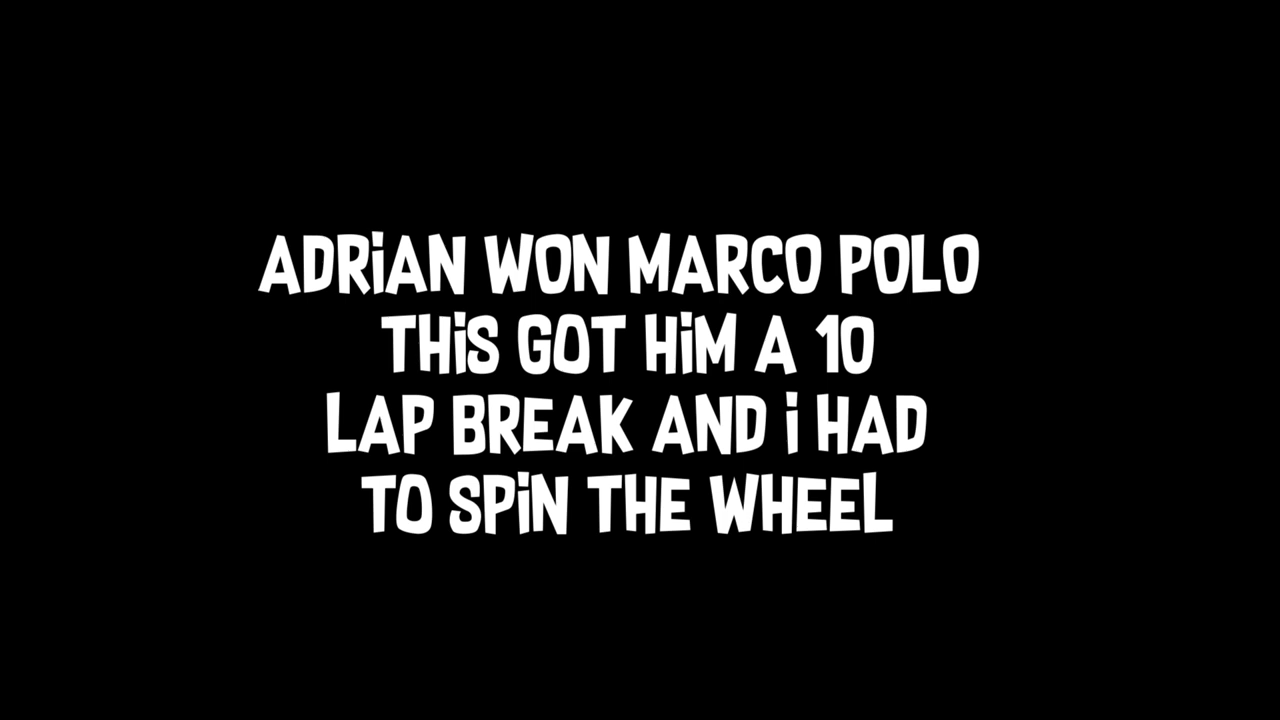 ADRiAN WON MARCO POLO
THiS GOT HiM A 10
LAP BREAK AND i HAD
TO SPiN THE WHEEL